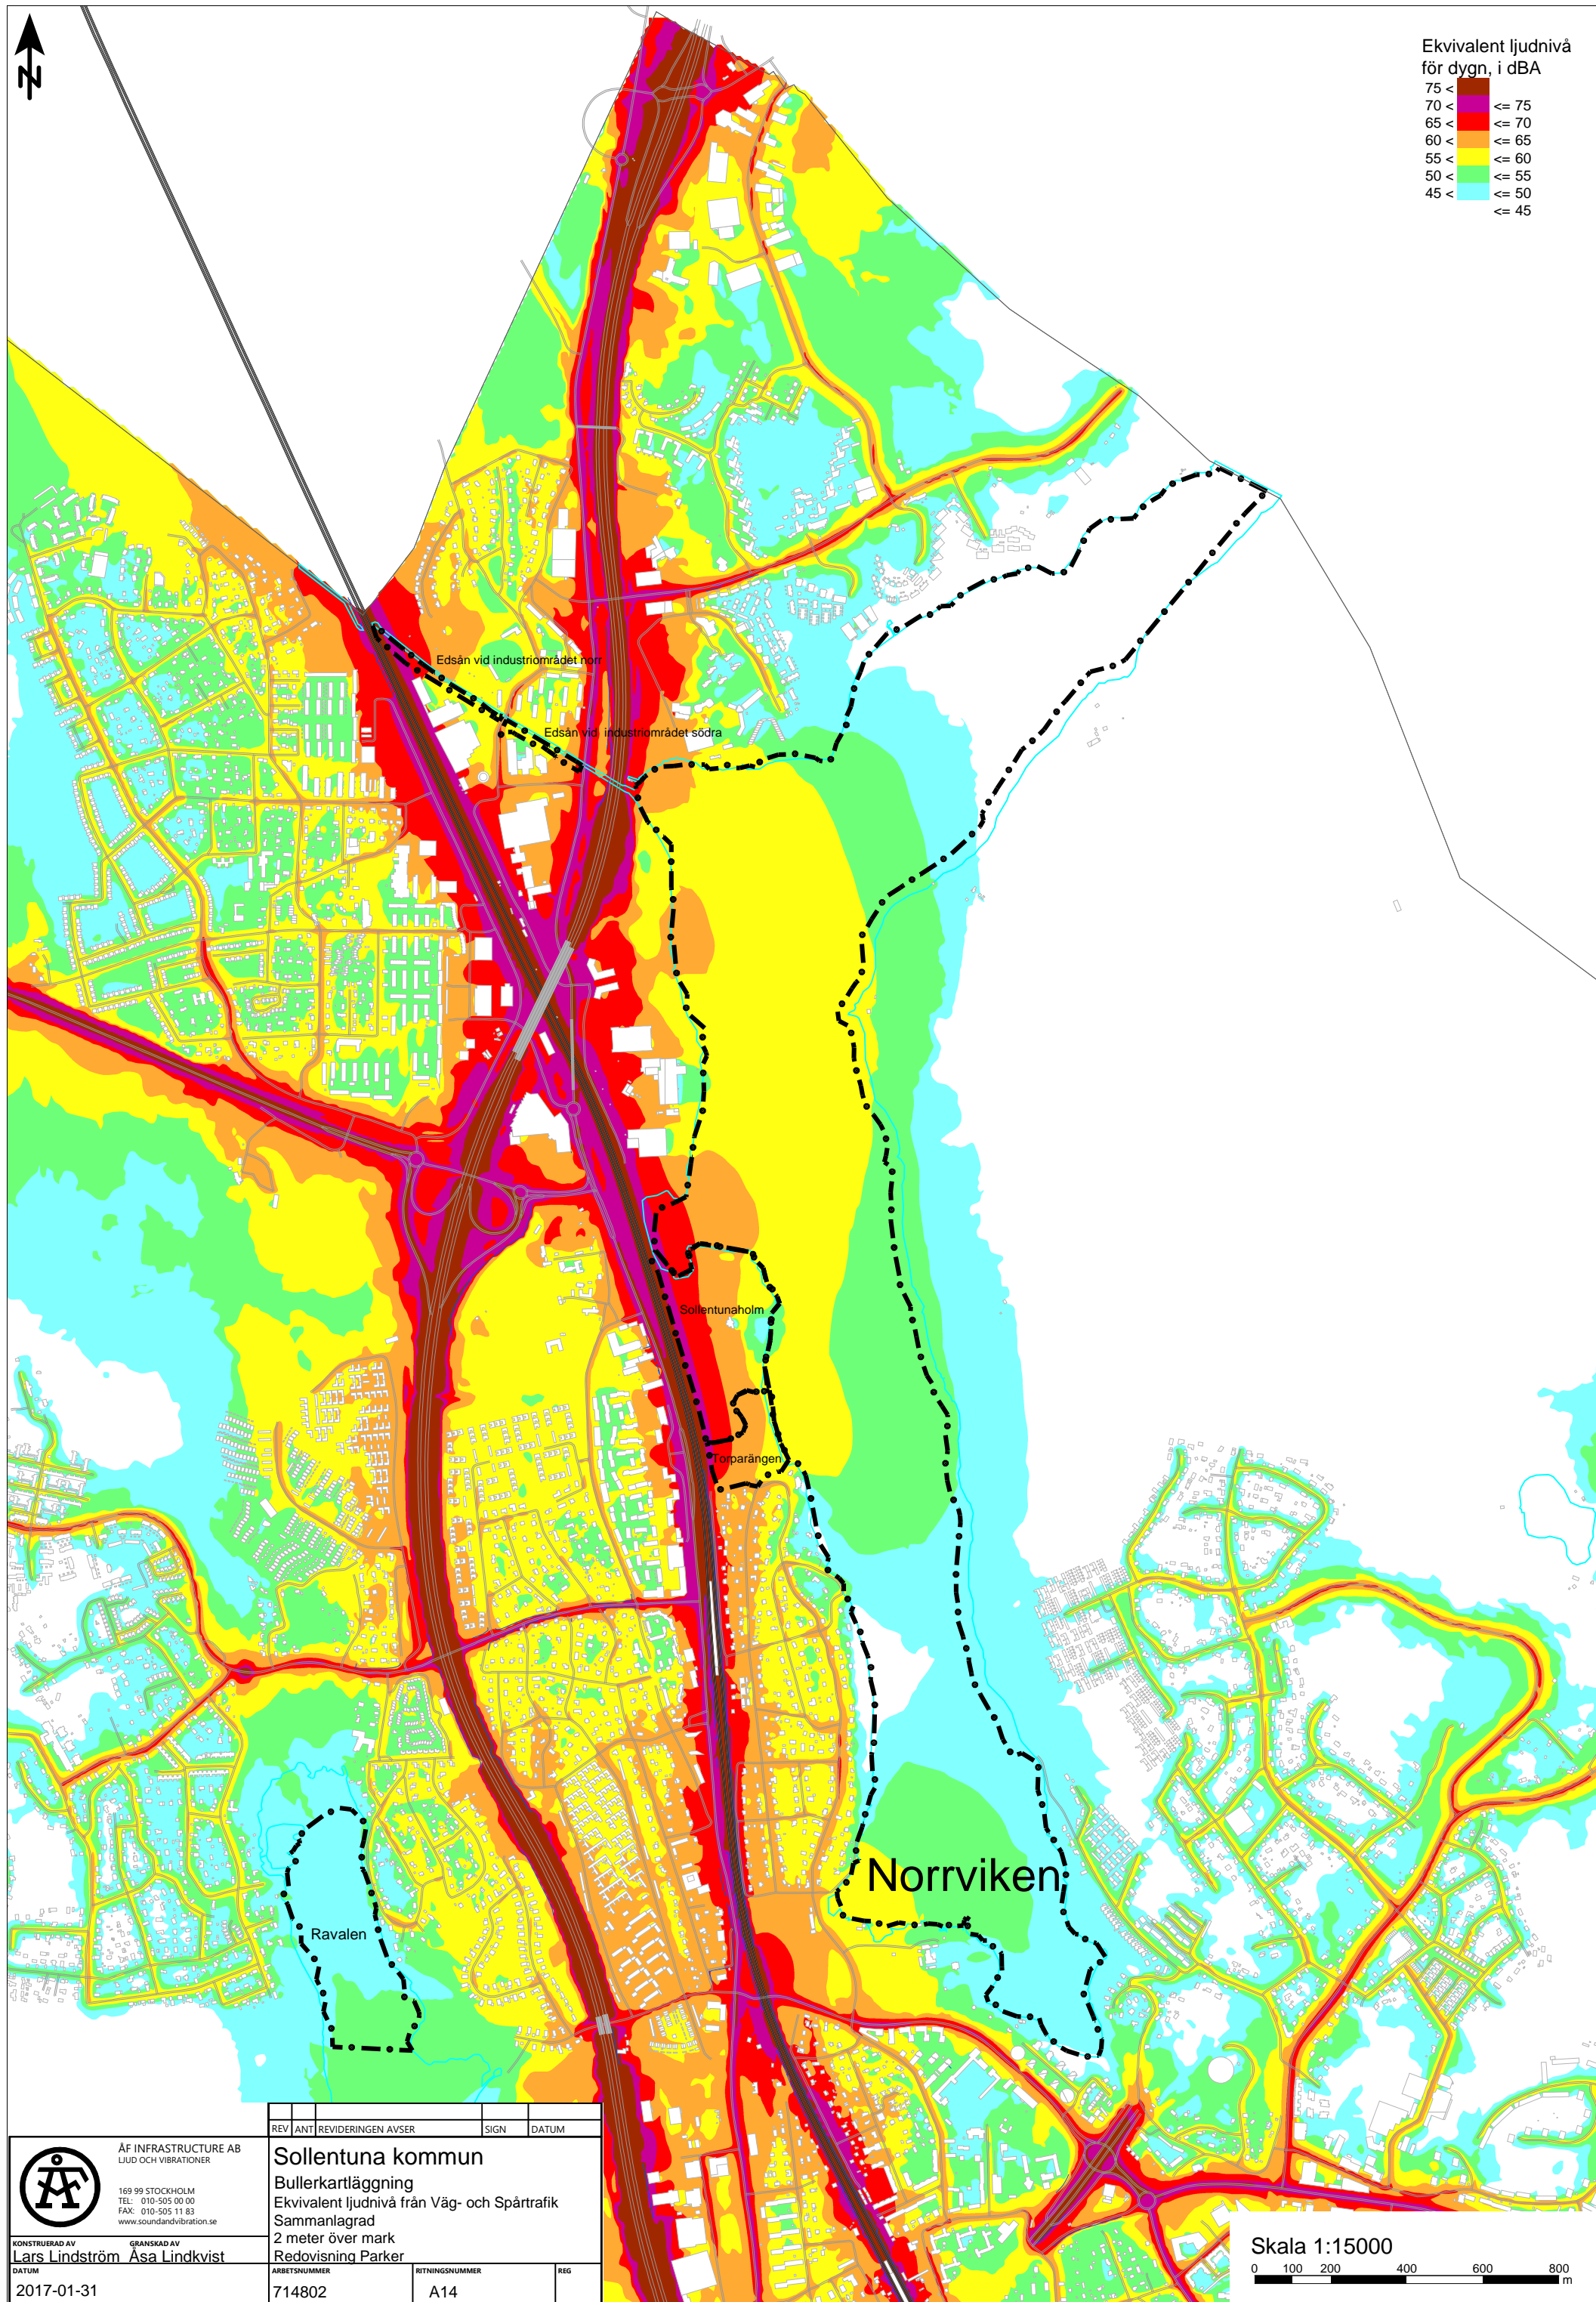 N
Ekvivalent ljudnivå
för dygn, i dBA
75 <
70 < <= 75
65 < <= 70
60 < <= 65
55 < <= 60
50 < <= 55
45 < <= 50
<= 45
Edsån vid industriområdet norr
Edsån vid industriområdet södra
Sollentunaholm
Torparängen
Norrviken
Ravalen
REV ANT REVIDERINGEN AVSER SIGN DATUM
ÅF INFRASTRUCTURE AB
LJUD OCH VIBRATIONER
169 99 STOCKHOLM
TEL: 010-505 00 00
FAX: 010-505 11 83
www.soundandvibration.se
KONSTRUERAD AV GRANSKAD AV
Lars Lindström Åsa Lindkvist
DATUM
2017-01-31
Sollentuna kommun
Bullerkartläggning
Ekvivalent ljudnivå från Väg- och Spårtrafik
Sammanlagrad
2 meter över mark
Redovisning Parker
ARBETSNUMMER RITNINGSNUMMER REG
714802 A14
Skala 1:15000
0 100 200 400 600 800
m